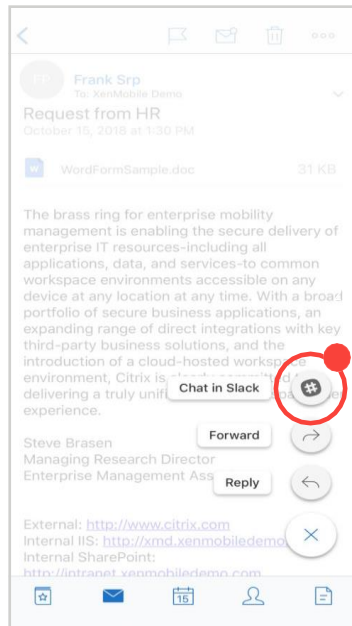 FP
Frank Srp
To: XenMobile Demo
Request from HR
October 15, 2018 at 1:30 PM
W WordFormSample.doc 31 KB
The brass ring for enterprise mobility
management is enabling the secure delivery of
enterprise IT resources-including all
applications, data, and services-to common
workspace environments accessible on any
device at any location at any time. With a broad
portfolio of secure business applications, an
expanding range of direct integrations with key
third-party business solutions, and the
introduction of a cloud-hosted workspace
environment, Citrix is
Chat in Slack
delivering a truly unifi
experience.
Forward
Steve Brasen
Managing Research Director
Enterprise Management Ass
Reply
External: http://www.citrix.com
Internal IIS: http://xmd.xenmobiledemo
Internal SharePoint:
http://intranet.xenmobiledemo.com
15